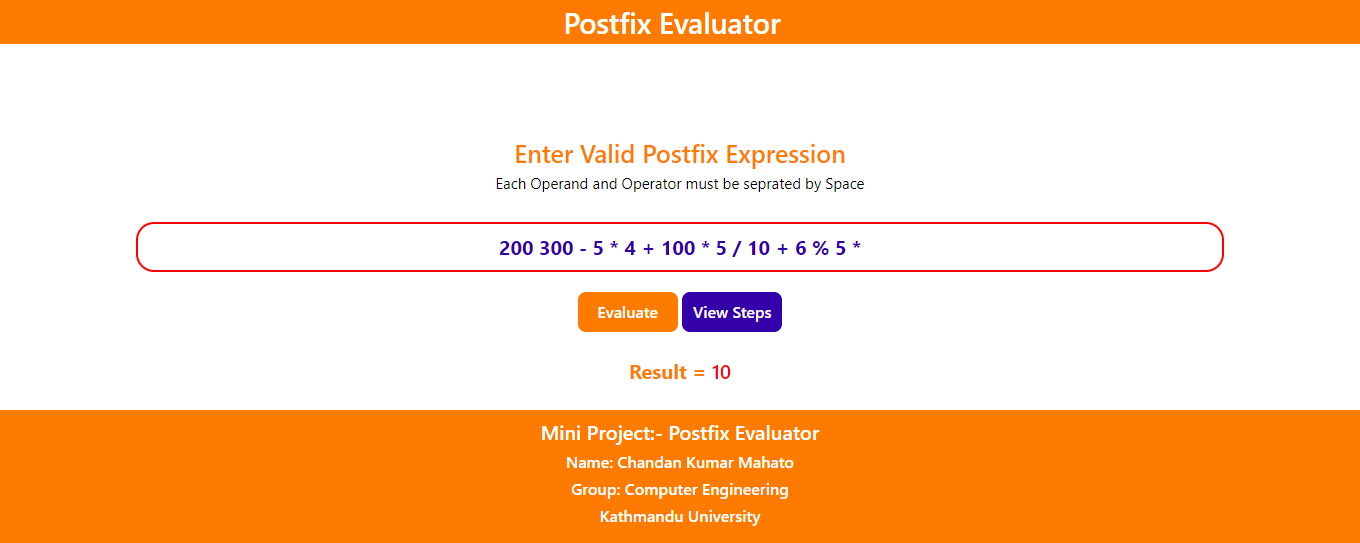 Postfix Evaluator
Enter Valid Postfix Expression
Each Operand and Operator must be seprated by Space
200 300 - 5 * 4 + 100 * 5 / 10 + 6 % 5 *
Evaluate View Steps
Result = 10
Mini Project:- Postfix Evaluator
Name: Chandan Kumar Mahato
Group: Computer Engineering
Kathmandu University